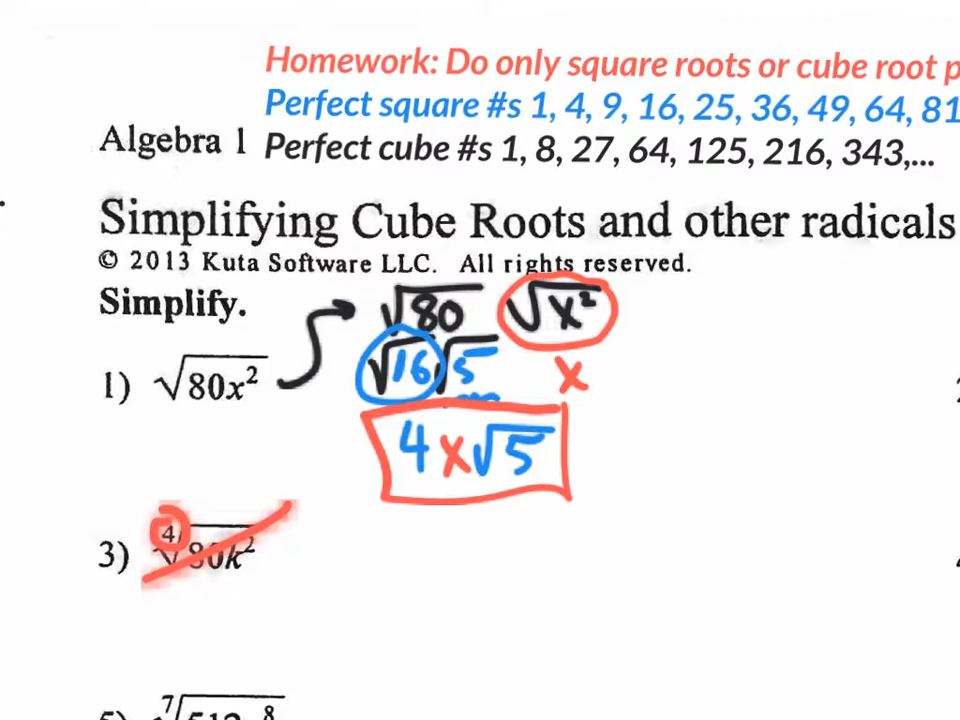 Homework: Do only square roots or cube root p
Perfect square #s 1, 4, 9, 16, 25, 36, 49, 64, 81
Algebra 1 Perfect cube #s 1, 8, 27, 64, 125, 216, 343,...
Simplifying Cube Roots and other radicals
© 2013 Kuta Software LLC. All rights reserved.
Simplify.
√80 √x²
√16 √5 x
1) √80x²
4x√5
3) ⁴√80k²